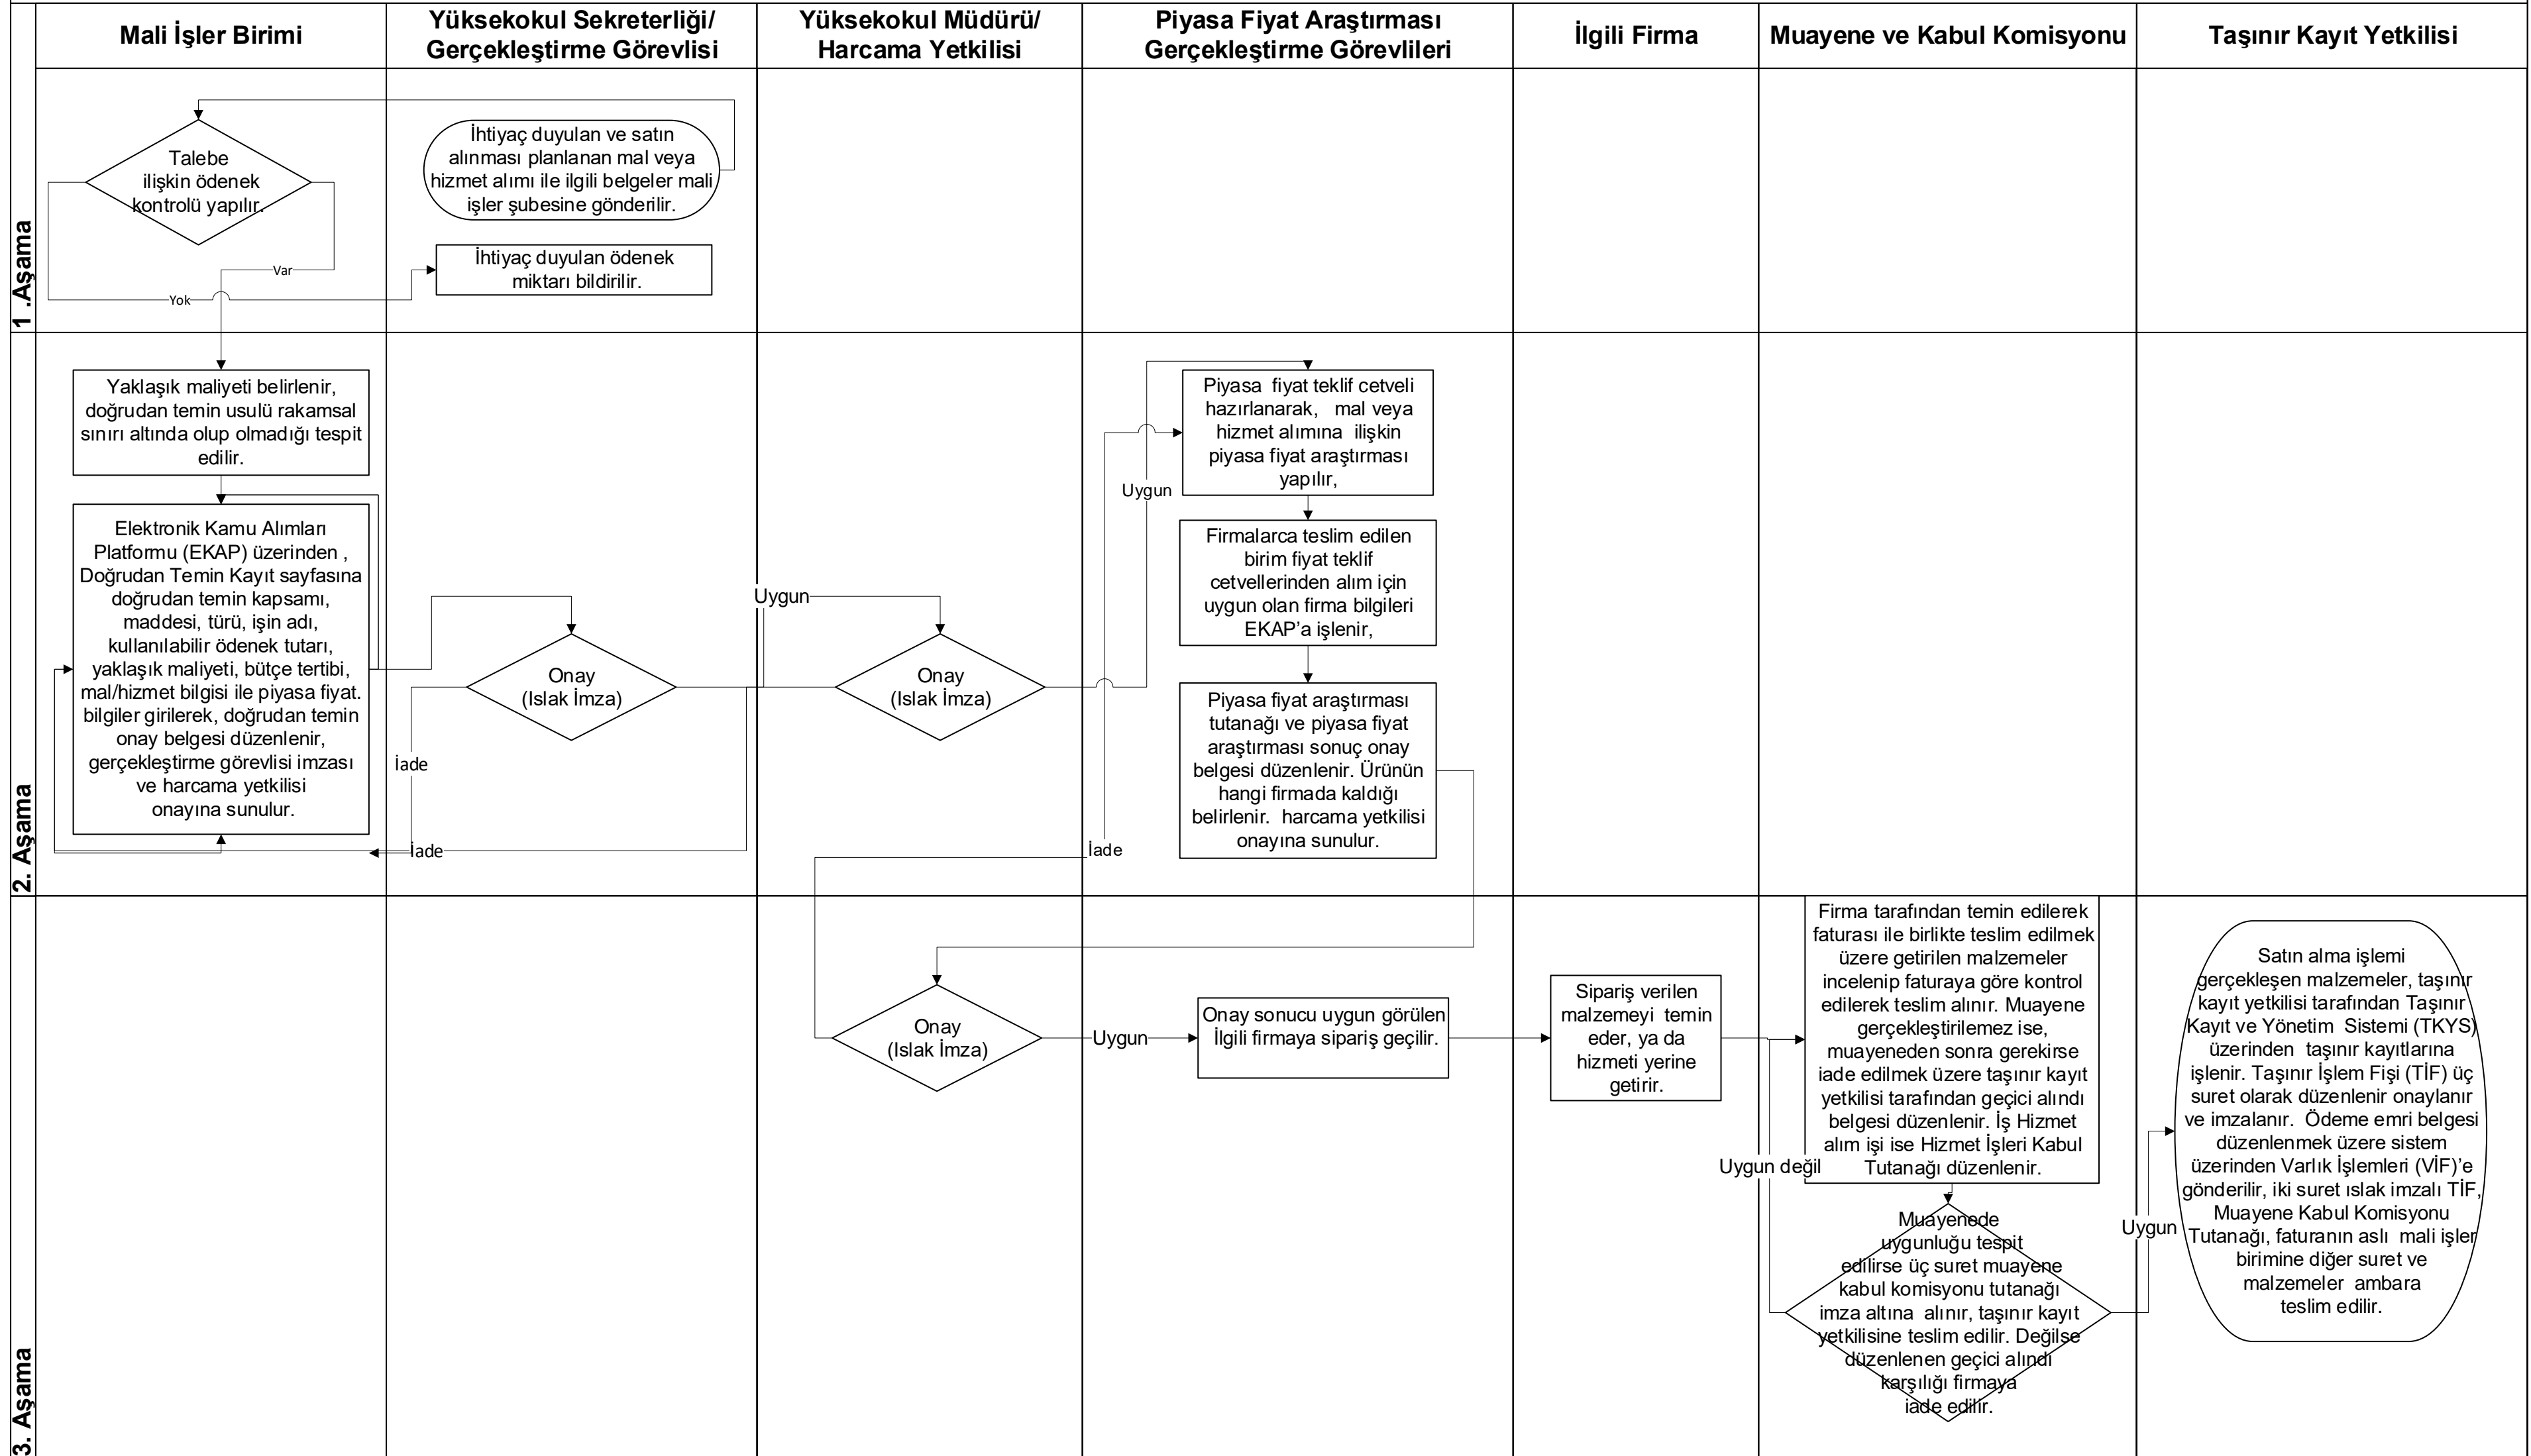 Mali İşler Birimi
Yüksekokul Sekreterliği/
Gerçekleştirme Görevlisi
Yüksekokul Müdürü/
Harcama Yetkilisi
Piyasa Fiyat Araştırması
Gerçekleştirme Görevlileri
İlgili Firma
Muayene ve Kabul Komisyonu
Taşınır Kayıt Yetkilisi
1 .Aşama
Talebe
ilişkin ödenek
kontrolü yapılır.
İhtiyaç duyulan ve satın
alınması planlanan mal veya
hizmet alımı ile ilgili belgeler mali
işler şubesine gönderilir.
İhtiyaç duyulan ödenek
miktarı bildirilir.
Var
Yok
2. Aşama
Yaklaşık maliyeti belirlenir,
doğrudan temin usulü rakamsal
sınırı altında olup olmadığı tespit
edilir.
Elektronik Kamu Alımları
Platformu (EKAP) üzerinden ,
Doğrudan Temin Kayıt sayfasına
doğrudan temin kapsamı,
maddesi, türü, işin adı,
kullanılabilir ödenek tutarı,
yaklaşık maliyeti, bütçe tertibi,
mal/hizmet bilgisi ile piyasa fiyat.
bilgiler girilerek, doğrudan temin
onay belgesi düzenlenir,
gerçekleştirme görevlisi imzası
ve harcama yetkilisi
onayına sunulur.
Onay
(Islak İmza)
İade
İade
Uygun
Onay
(Islak İmza)
Uygun
İade
Piyasa  fiyat teklif cetveli
hazırlanarak,   mal veya
hizmet alımına  ilişkin
piyasa fiyat araştırması
yapılır,
Firmalarca teslim edilen
birim fiyat teklif
cetvellerinden alım için
uygun olan firma bilgileri
EKAP’a işlenir,
Piyasa fiyat araştırması
tutanağı ve piyasa fiyat
araştırması sonuç onay
belgesi düzenlenir. Ürünün
hangi firmada kaldığı
belirlenir.  harcama yetkilisi
onayına sunulur.
3. Aşama
Onay
(Islak İmza)
Uygun
Onay sonucu uygun görülen
İlgili firmaya sipariş geçilir.
Sipariş verilen
malzemeyi  temin
eder, ya da
hizmeti yerine
getirir.
Firma tarafından temin edilerek
faturası ile birlikte teslim edilmek
üzere getirilen malzemeler
incelenip faturaya göre kontrol
edilerek teslim alınır. Muayene
gerçekleştirilemez ise,
muayeneden sonra gerekirse
iade edilmek üzere taşınır kayıt
yetkilisi tarafından geçici alındı
belgesi düzenlenir. İş Hizmet
alım işi ise Hizmet İşleri Kabul
Tutanağı düzenlenir.
Uygun değil
Muayenede
uygunluğu tespit
edilirse üç suret muayene
kabul komisyonu tutanağı
imza altına  alınır, taşınır kayıt
yetkilisine teslim edilir. Değilse
düzenlenen geçici alındı
karşılığı firmaya
iade edilir.
Uygun
Satın alma işlemi
gerçekleşen malzemeler, taşınır
kayıt yetkilisi tarafından Taşınır
Kayıt ve Yönetim  Sistemi (TKYS)
üzerinden  taşınır kayıtlarına
işlenir. Taşınır İşlem Fişi (TİF) üç
suret olarak düzenlenir onaylanır
ve imzalanır.  Ödeme emri belgesi
düzenlenmek üzere sistem
üzerinden Varlık İşlemleri (VİF)’e
gönderilir, iki suret ıslak imzalı TİF,
Muayene Kabul Komisyonu
Tutanağı, faturanın aslı  mali işler
birimine diğer suret ve
malzemeler  ambara
teslim edilir.